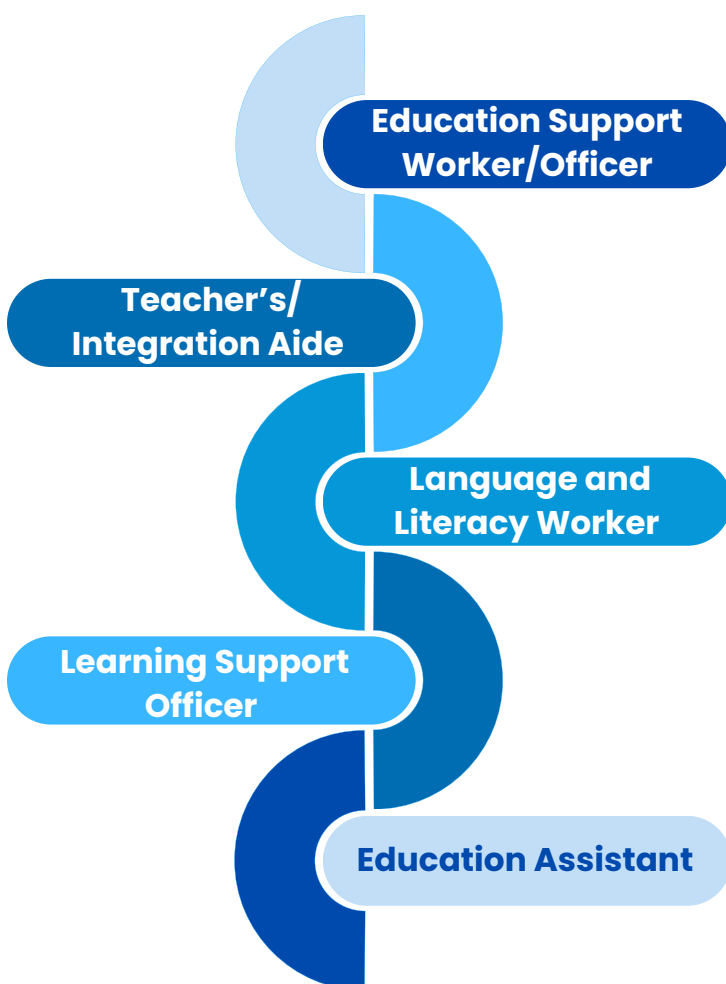 Education Support
Worker/Officer
Teacher’s/
Integration Aide
Language and
Literacy Worker
Learning Support
Officer
Education Assistant